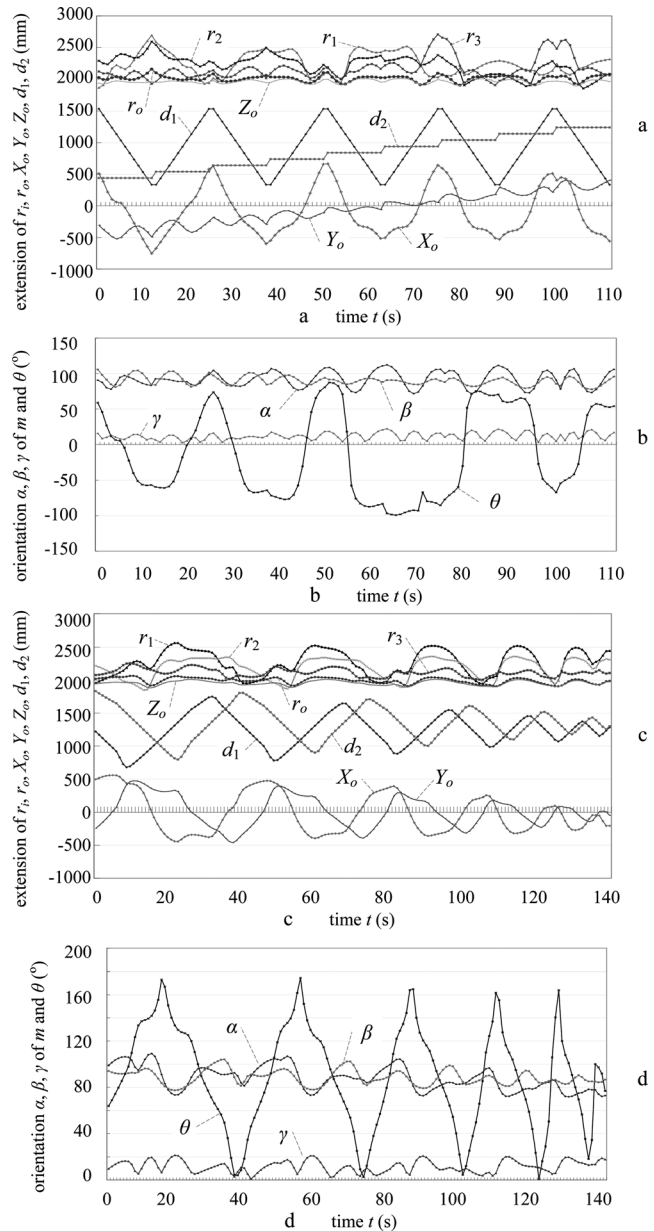 extension of rᵢ, rₒ, Xₒ, Yₒ, Zₒ, d₁, d₂ (mm)
3000
2500
2000
1500
1000
500
0
-500
-1000
r₂
r₁
r₃
rₒ
Zₒ
d₁
d₂
Yₒ
Xₒ
a
0 10 20 30 40 50 60 70 80 90 100 110
a time t (s)
orientation α, β, γ of m and θ (°)
150
100
50
0
-50
-100
-150
α
β
γ
θ
b
0 10 20 30 40 50 60 70 80 90 100 110
b time t (s)
extension of rᵢ, rₒ, Xₒ, Yₒ, Zₒ, d₁, d₂ (mm)
3000
2500
2000
1500
1000
500
0
-500
-1000
r₁
r₂
r₃
Zₒ
rₒ
d₁
d₂
Xₒ
Yₒ
c
0 20 40 60 80 100 120 140
c time t (s)
orientation α, β, γ of m and θ (°)
200
160
120
80
40
0
α
β
θ
γ
d
0 20 40 60 80 100 120 140
d time t (s)